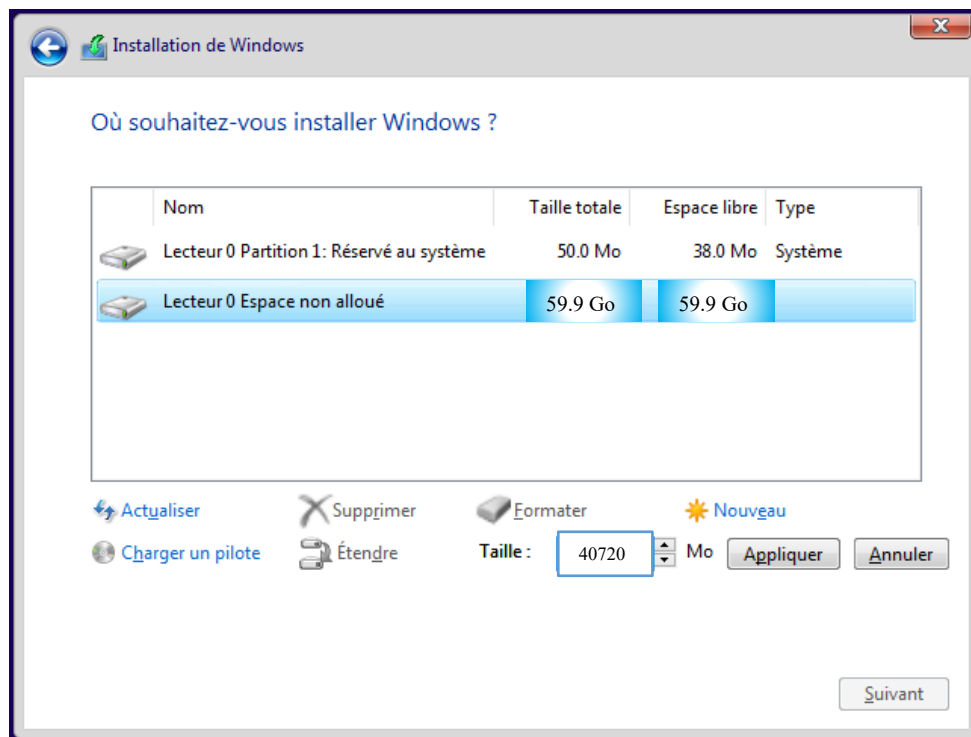 Installation de Windows
Où souhaitez-vous installer Windows ?
Nom Taille totale Espace libre Type
Lecteur 0 Partition 1: Réservé au système 50.0 Mo 38.0 Mo Système
Lecteur 0 Espace non alloué 59.9 Go 59.9 Go
Actualiser Supprimer Formater Nouveau
Charger un pilote Étendre Taille : 40720 Mo Appliquer Annuler
Suivant